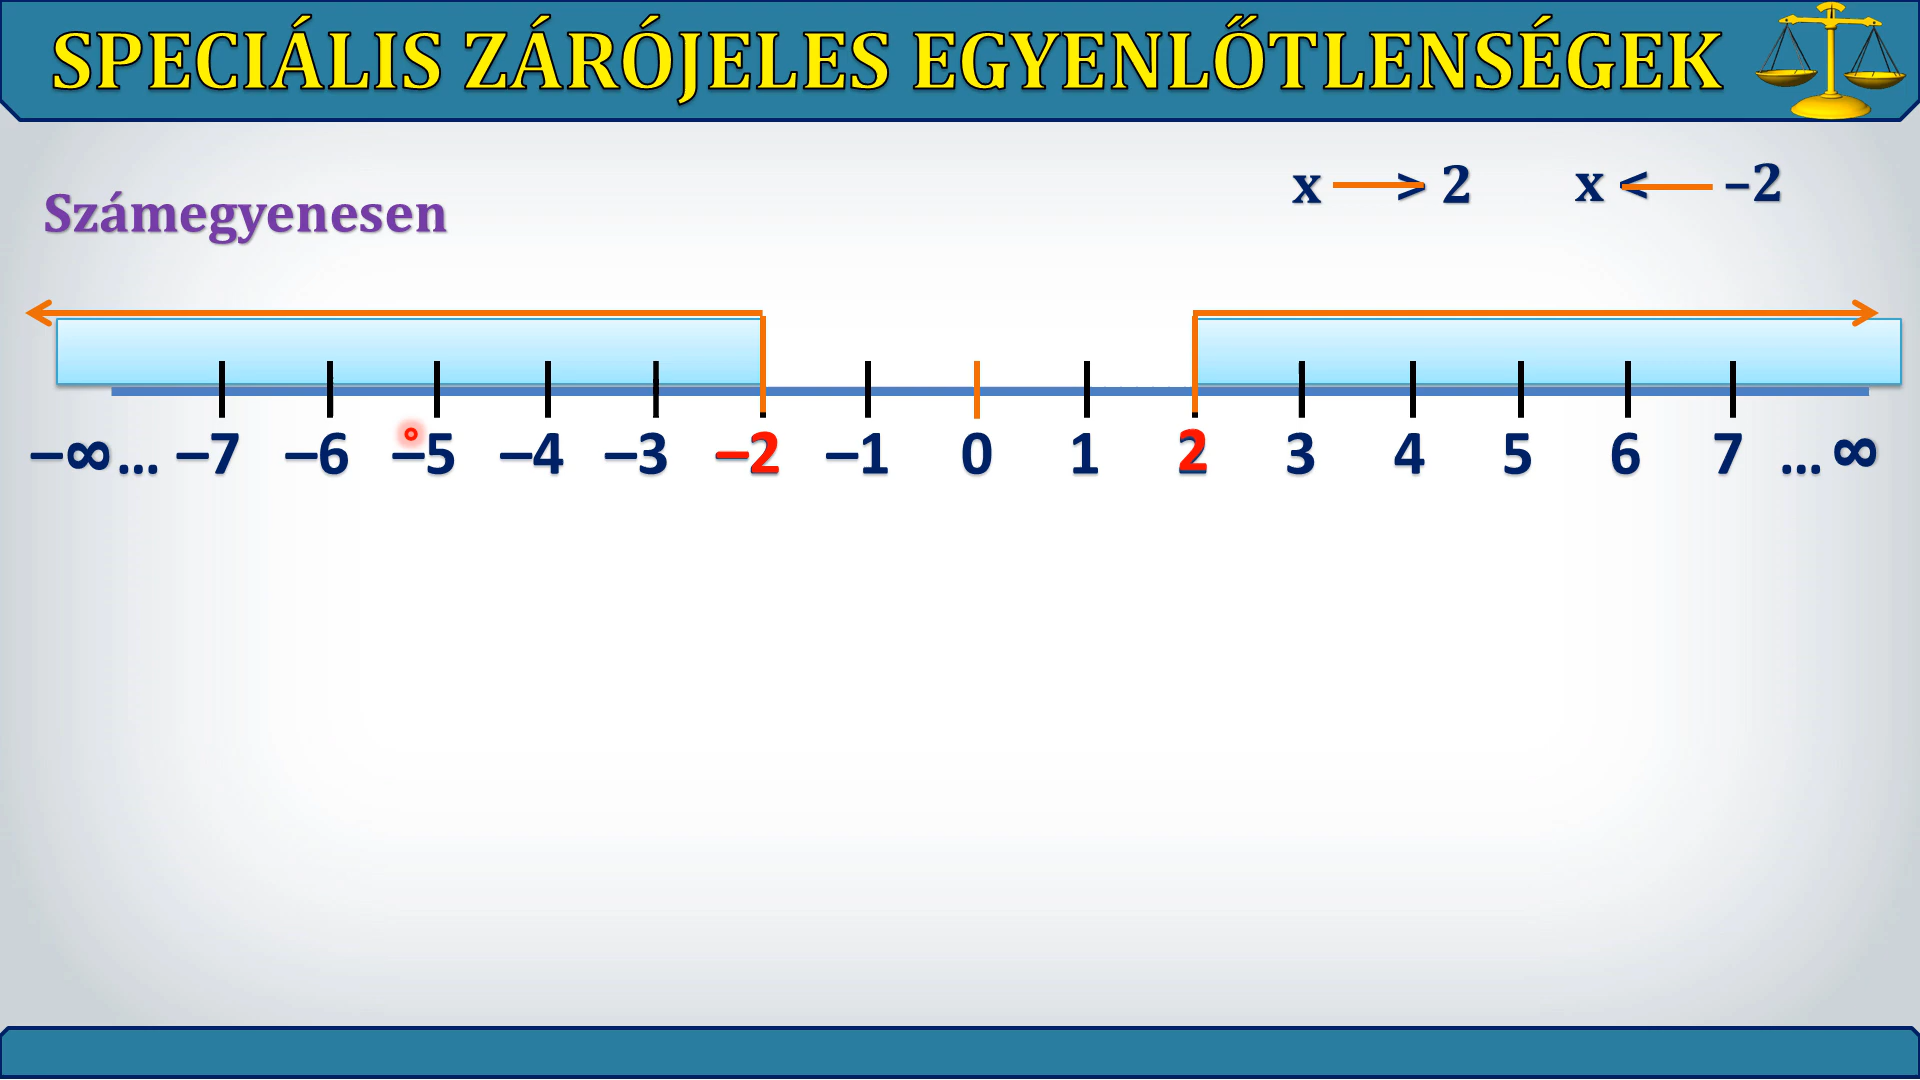 SPECIÁLIS ZÁRÓJELES EGYENLŐTLENSÉGEK
x > 2 x < –2
Számegyenesen
–∞ ... –7 –6 –5 –4 –3 –2 –1 0 1 2 3 4 5 6 7 ... ∞